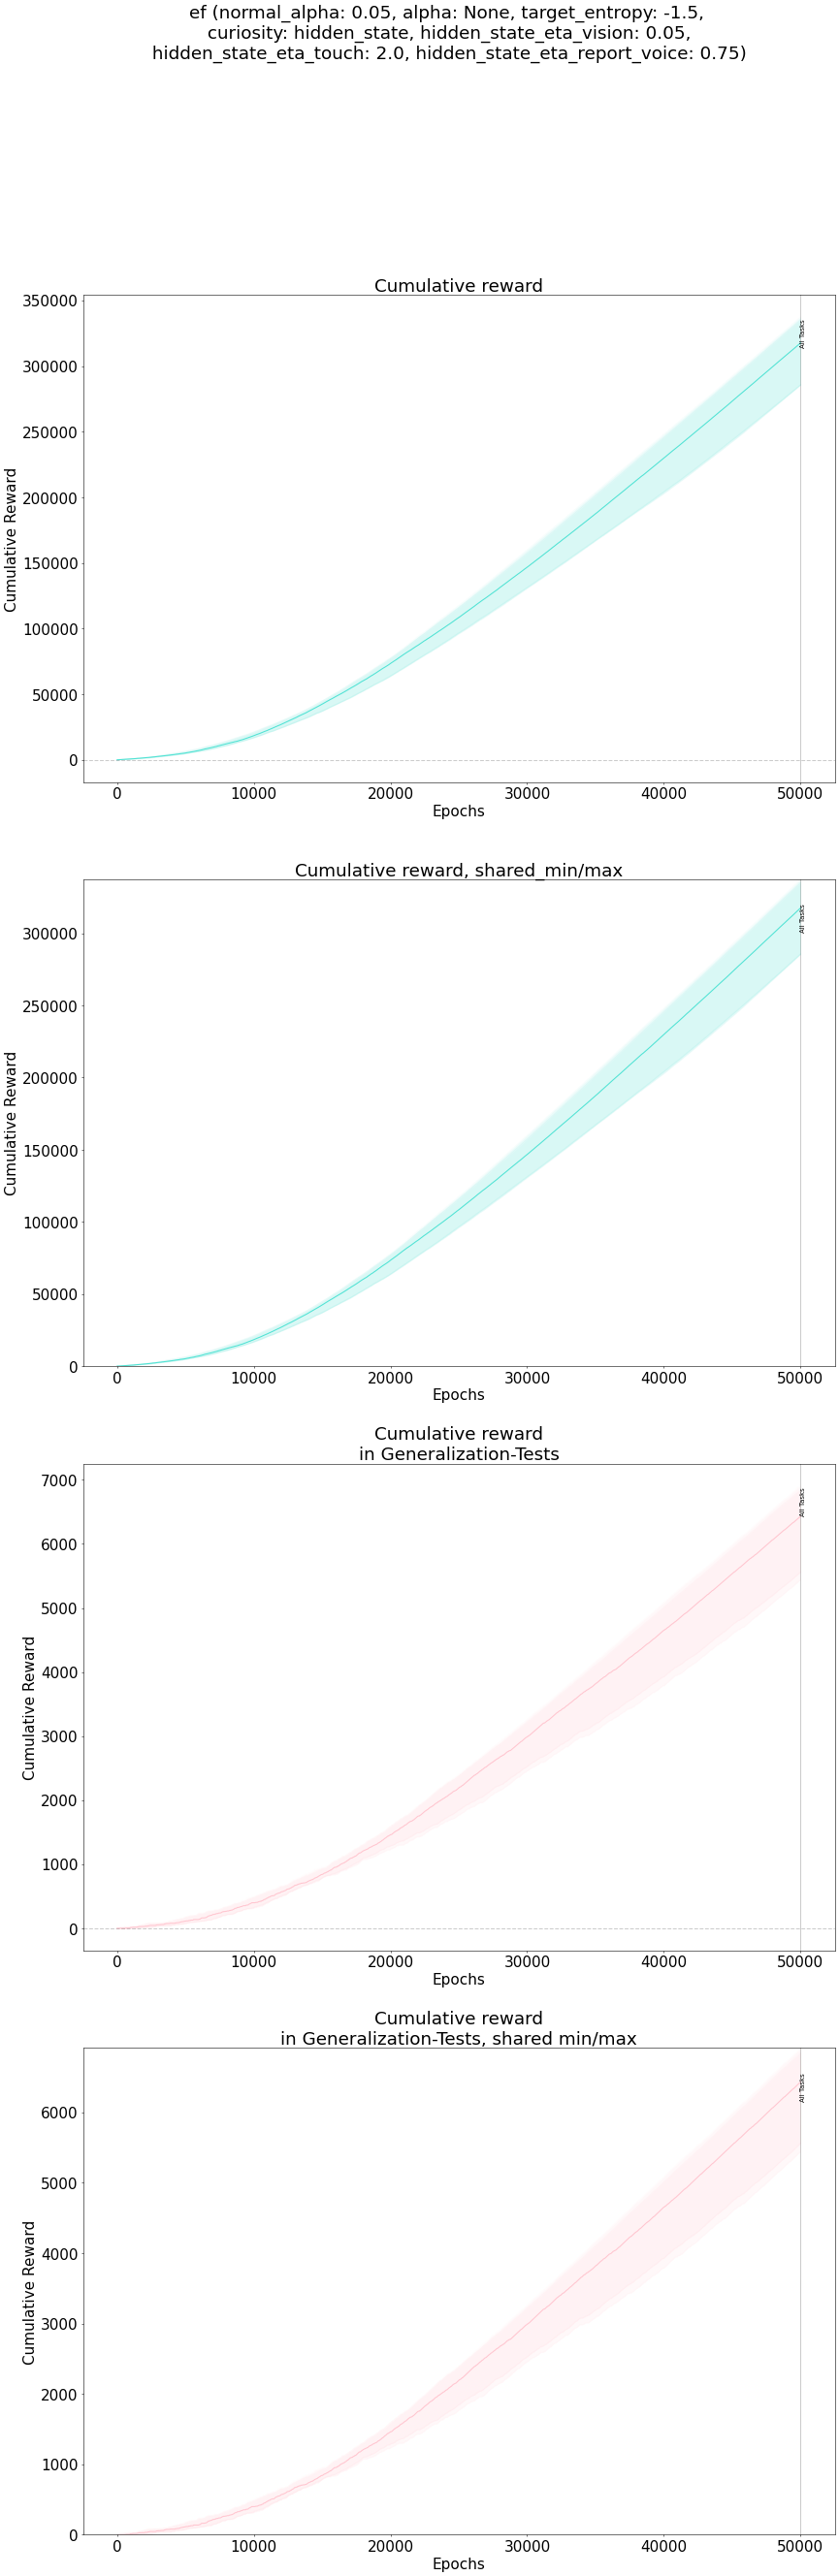 ef (normal_alpha: 0.05, alpha: None, target_entropy: -1.5,
curiosity: hidden_state, hidden_state_eta_vision: 0.05,
hidden_state_eta_touch: 2.0, hidden_state_eta_report_voice: 0.75)
Cumulative reward
350000
300000
250000
200000
150000
100000
50000
0
Cumulative Reward
All Tasks
0 10000 20000 30000 40000 50000
Epochs
Cumulative reward, shared_min/max
300000
250000
200000
150000
100000
50000
0
Cumulative Reward
All Tasks
0 10000 20000 30000 40000 50000
Epochs
Cumulative reward
in Generalization-Tests
7000
6000
5000
4000
3000
2000
1000
0
Cumulative Reward
All Tasks
0 10000 20000 30000 40000 50000
Epochs
Cumulative reward
in Generalization-Tests, shared min/max
6000
5000
4000
3000
2000
1000
0
Cumulative Reward
All Tasks
0 10000 20000 30000 40000 50000
Epochs